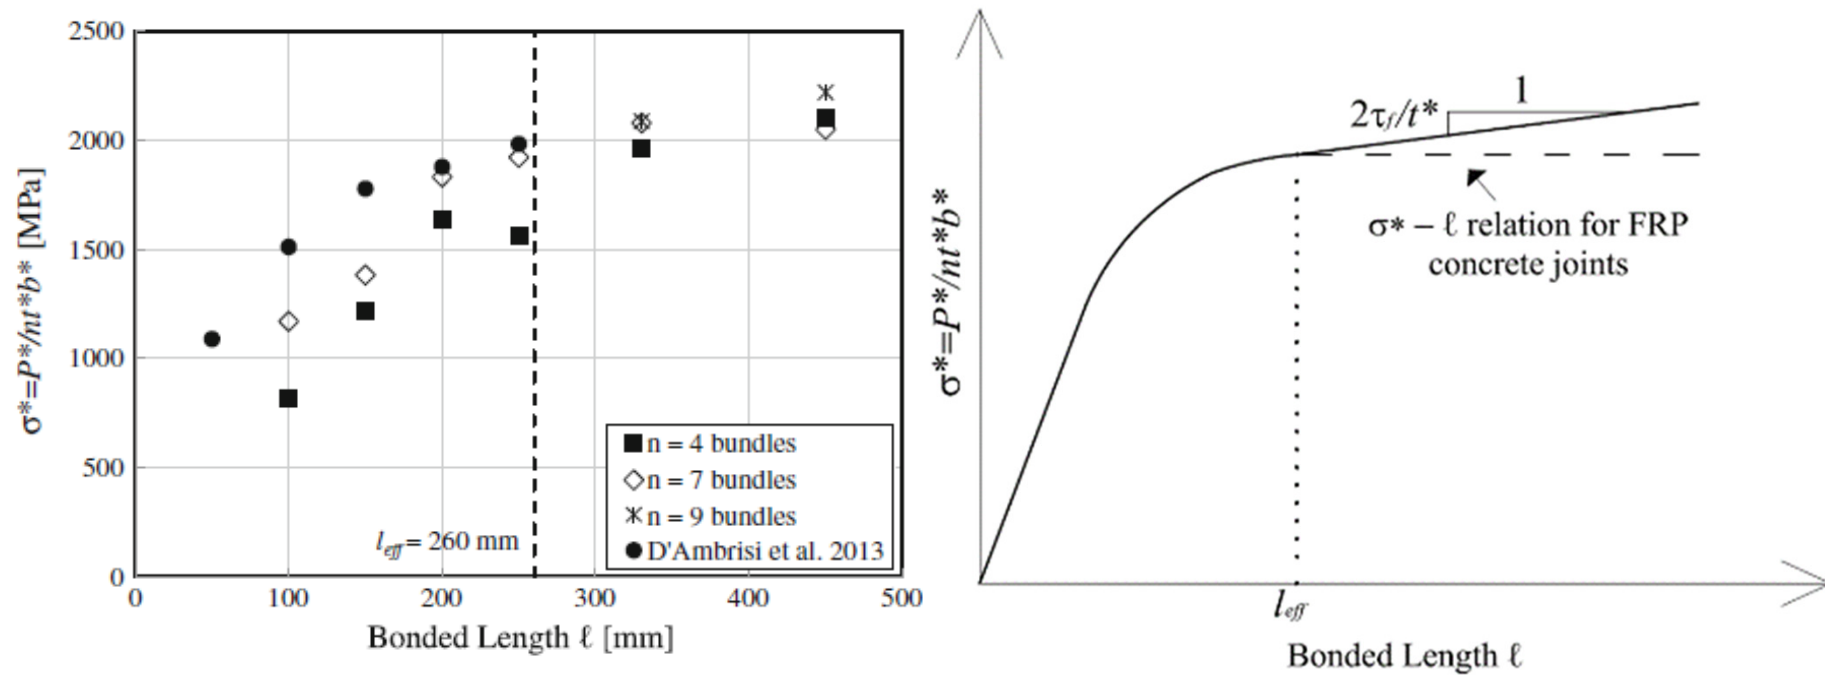 2500
2000
1500
1000
500
0
σ*=P*/nt*b* [MPa]
n = 4 bundles
n = 7 bundles
n = 9 bundles
D'Ambrisi et al. 2013
l_eff = 260 mm
0 100 200 300 400 500
Bonded Length ℓ [mm]
σ*=P*/nt*b*
1
2τ_f/t*
σ* – ℓ relation for FRP
concrete joints
l_eff
Bonded Length ℓ